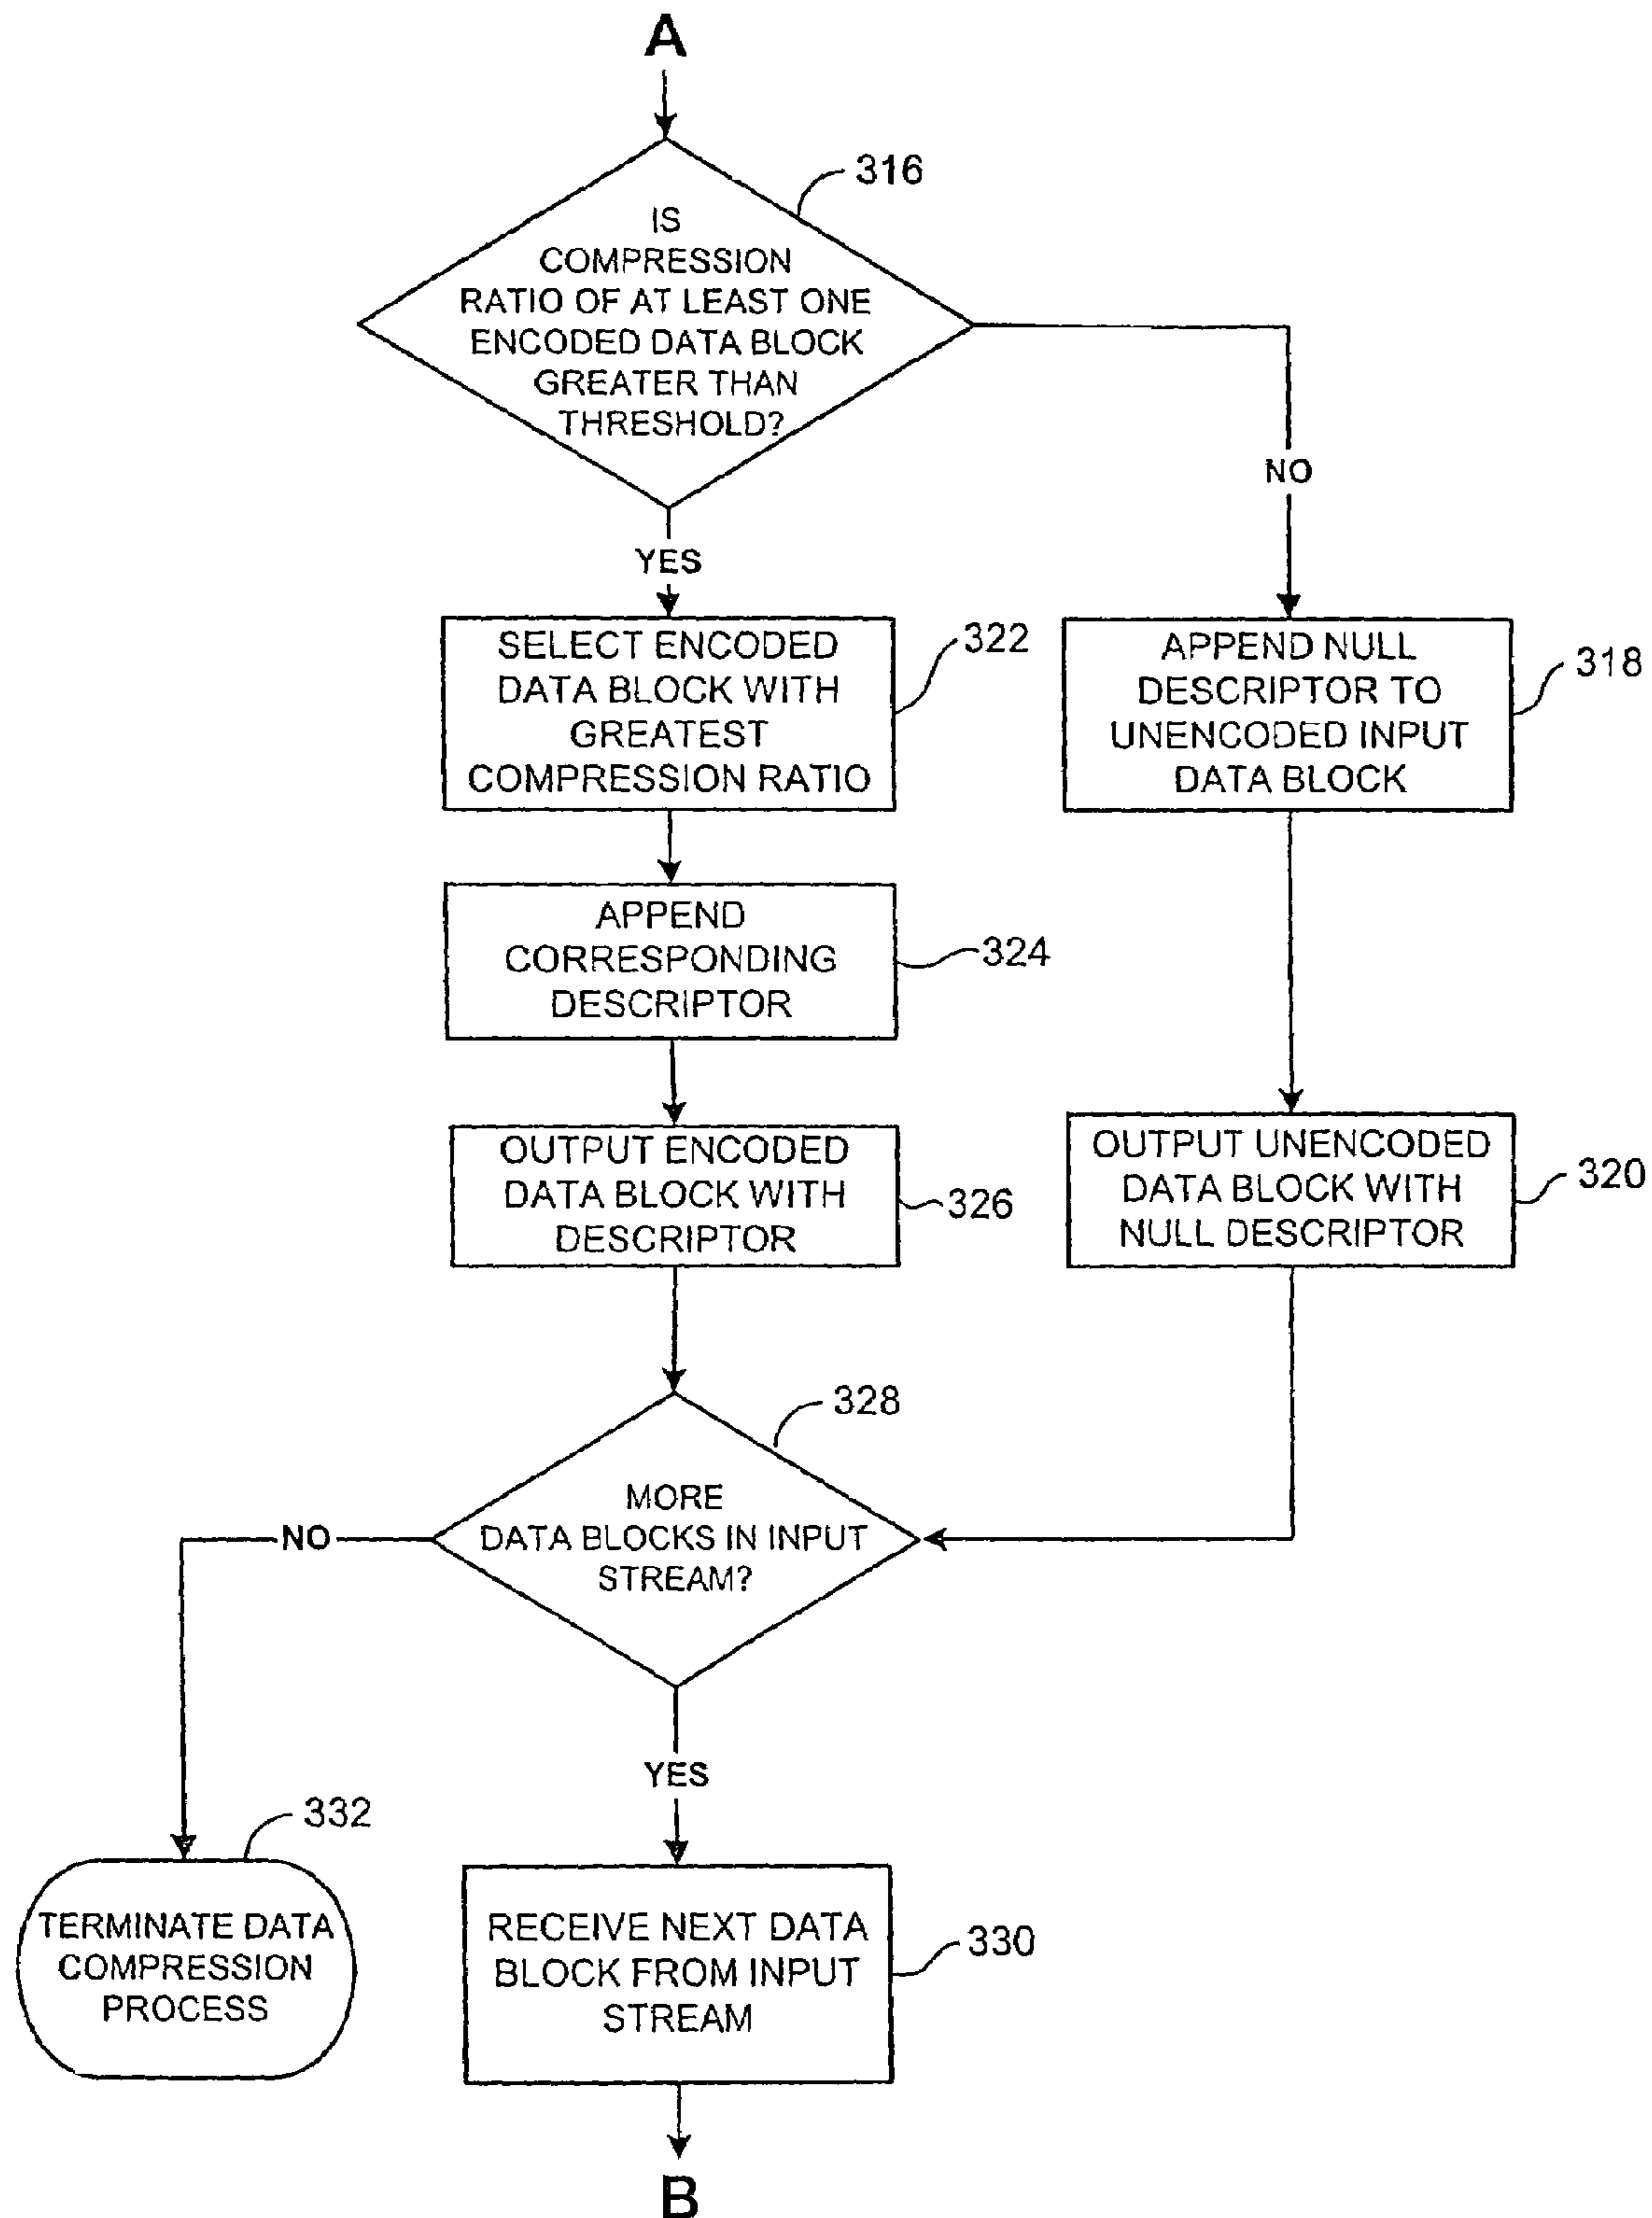 A
316
IS
COMPRESSION
RATIO OF AT LEAST ONE
ENCODED DATA BLOCK
GREATER THAN
THRESHOLD?
NO
YES
SELECT ENCODED
DATA BLOCK WITH
GREATEST
COMPRESSION RATIO
322
APPEND NULL
DESCRIPTOR TO
UNENCODED INPUT
DATA BLOCK
318
APPEND
CORRESPONDING
DESCRIPTOR
324
OUTPUT ENCODED
DATA BLOCK WITH
DESCRIPTOR
326
OUTPUT UNENCODED
DATA BLOCK WITH
NULL DESCRIPTOR
320
328
MORE
DATA BLOCKS IN INPUT
STREAM?
NO
YES
332
TERMINATE DATA
COMPRESSION
PROCESS
RECEIVE NEXT DATA
BLOCK FROM INPUT
STREAM
330
B